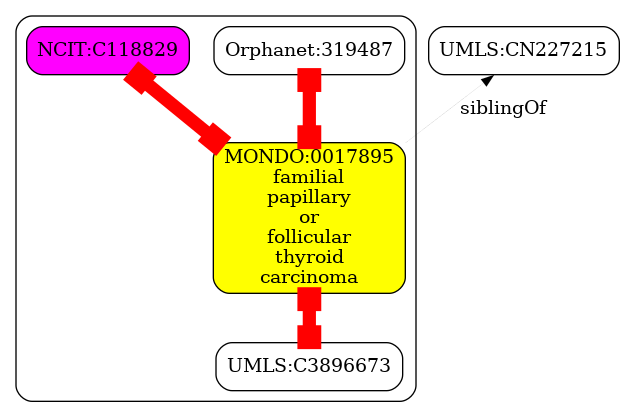 NCIT:C118829
Orphanet:319487
UMLS:CN227215
siblingOf
MONDO:0017895
familial
papillary
or
follicular
thyroid
carcinoma
UMLS:C3896673